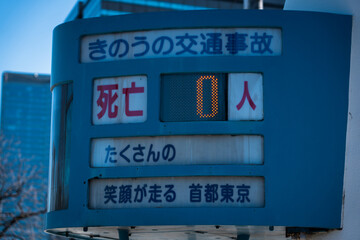 きのうの交通事故
死亡 0 人
たくさんの
笑顔が走る 首都東京